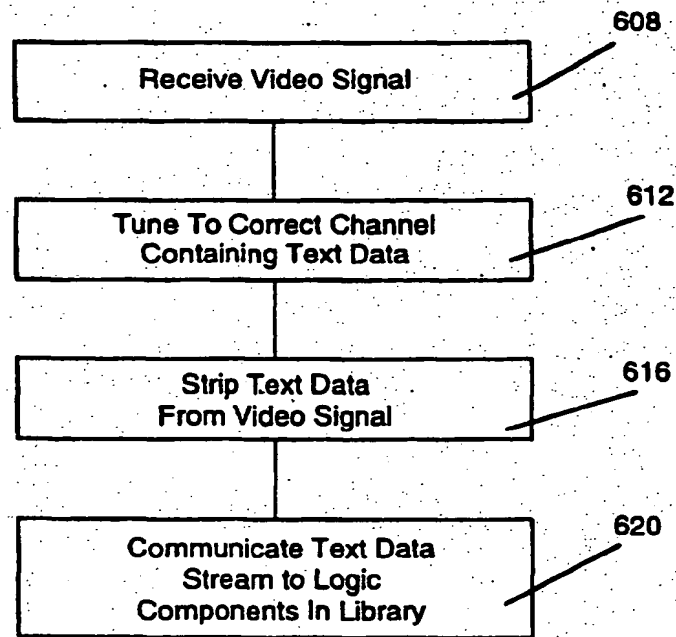 608
Receive Video Signal
612
Tune To Correct Channel
Containing Text Data
616
Strip Text Data
From Video Signal
620
Communicate Text Data
Stream to Logic
Components In Library